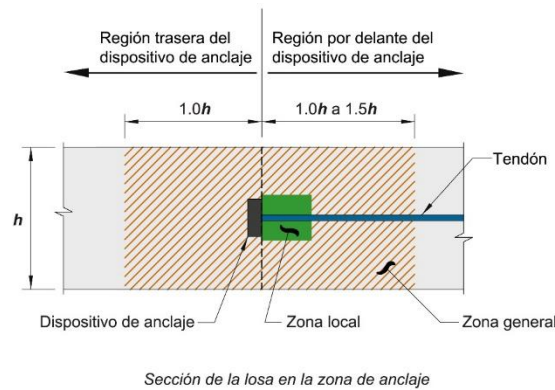 Región trasera del
dispositivo de anclaje
Región por delante del
dispositivo de anclaje
1.0h
1.0h a 1.5h
h
Tendón
Dispositivo de anclaje
Zona local
Zona
general
Sección de la losa en la zona de anclaje